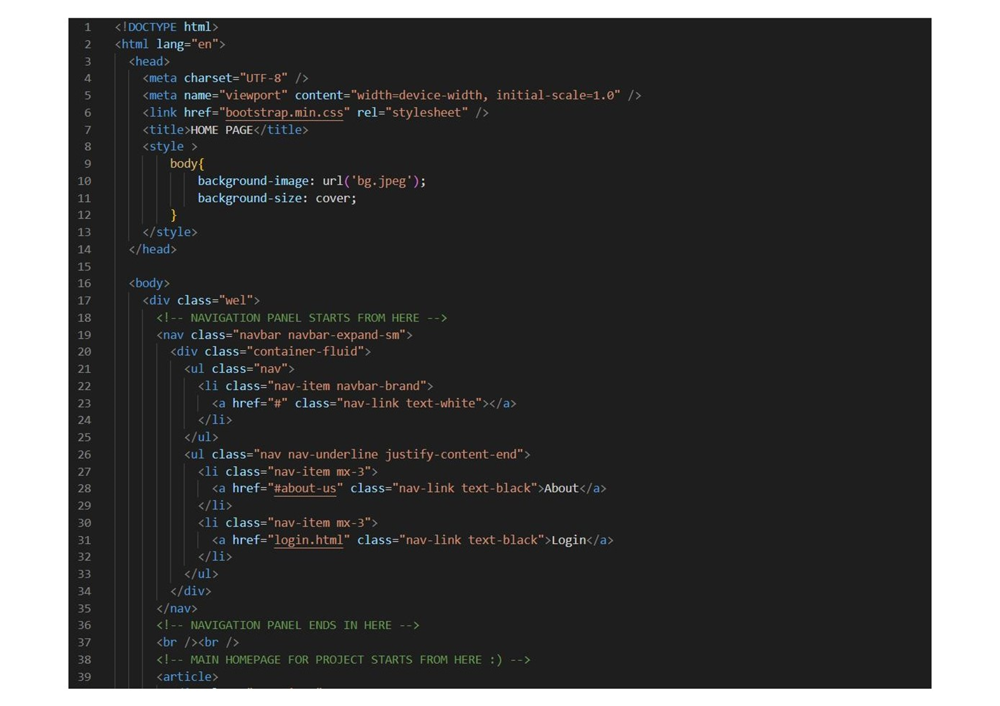 1 <!DOCTYPE html>
2 <html lang="en">
3 <head>
4 <meta charset="UTF-8" />
5 <meta name="viewport" content="width=device-width, initial-scale=1.0" />
6 <link href="bootstrap.min.css" rel="stylesheet" />
7 <title>HOME PAGE</title>
8 <style >
9 body{
10 background-image: url('bg.jpeg');
11 background-size: cover;
12 }
13 </style>
14 </head>
15
16 <body>
17 <div class="wel">
18 <!-- NAVIGATION PANEL STARTS FROM HERE -->
19 <nav class="navbar navbar-expand-sm">
20 <div class="container-fluid">
21 <ul class="nav">
22 <li class="nav-item navbar-brand">
23 <a href="#" class="nav-link text-white"></a>
24 </li>
25 </ul>
26 <ul class="nav nav-underline justify-content-end">
27 <li class="nav-item mx-3">
28 <a href="#about-us" class="nav-link text-black">About</a>
29 </li>
30 <li class="nav-item mx-3">
31 <a href="login.html" class="nav-link text-black">Login</a>
32 </li>
33 </ul>
34 </div>
35 </nav>
36 <!-- NAVIGATION PANEL ENDS IN HERE -->
37 <br /><br />
38 <!-- MAIN HOMEPAGE FOR PROJECT STARTS FROM HERE :) -->
39 <article>